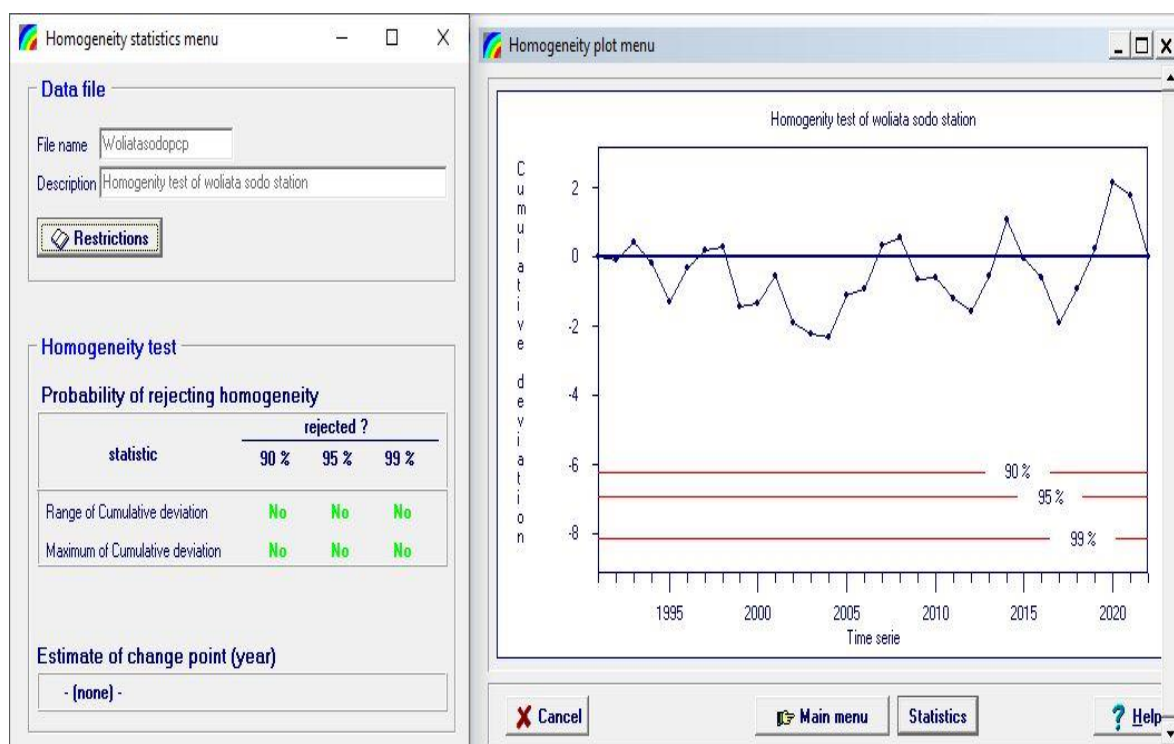 Homogeneity statistics menu
Data file
File name Woliatasodopcp
Description Homogenity test of woliata sodo station
Restrictions
Homogeneity test
Probability of rejecting homogeneity
rejected ?
statistic 90 % 95 % 99 %
Range of Cumulative deviation No No No
Maximum of Cumulative deviation No No No
Estimate of change point (year)
- (none) -
Homogeneity plot menu
Homogenity test of woliata sodo station
Cumulative deviation
2
0
-2
-4
-6
-8
90 %
95 %
99 %
1995 2000 2005 2010 2015 2020
Time serie
Cancel Main menu Statistics Help